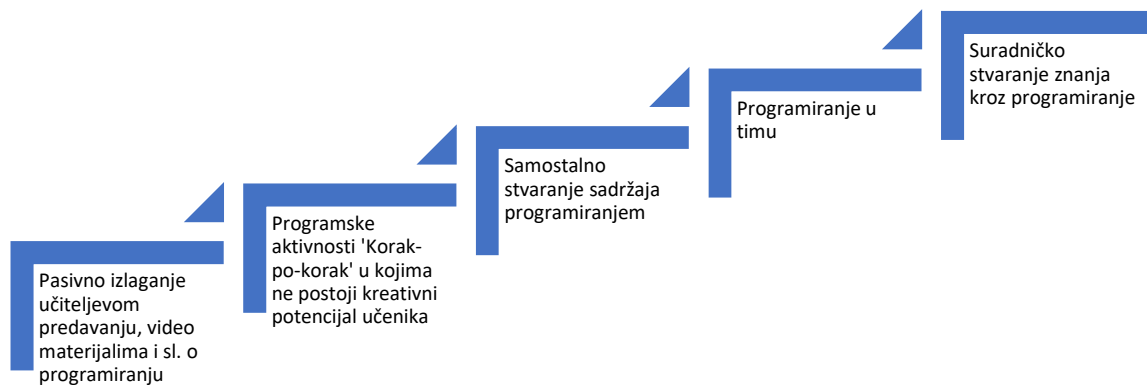 Pasivno izlaganje
učiteljevom
predavanju, video
materijalima i sl. o
programiranju
Programske
aktivnosti 'Korak-
po-korak' u kojima
ne postoji kreativni
potencijal učenika
Samostalno
stvaranje sadržaja
programiranjem
Programiranje u
timu
Suradničko
stvaranje znanja
kroz programiranje